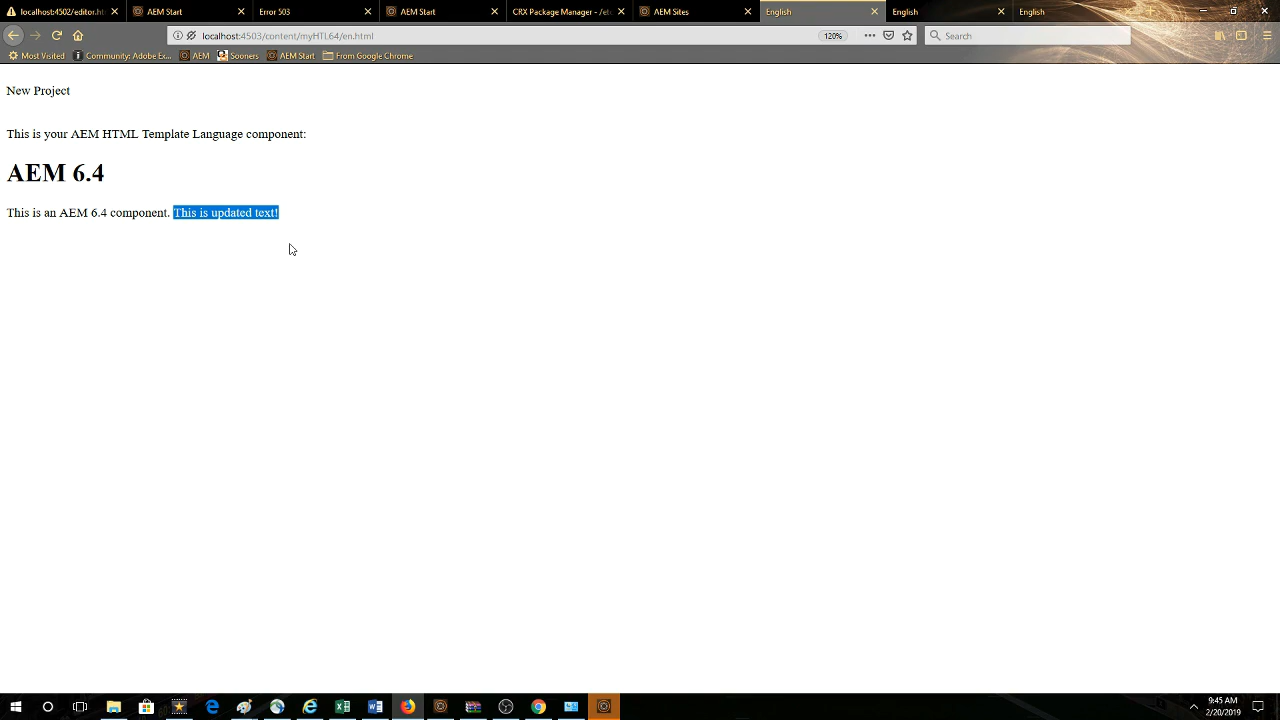 localhost:4502/editor.ht
AEM Start
Error 503
AEM Start
CRX Package Manager - /etc
AEM Sites
English
English
English
localhost:4503/content/myHTL64/en.html
120%
Search
Most Visited
Community: Adobe Ex...
AEM
Sooners
AEM Start
From Google Chrome
New Project
This is your AEM HTML Template Language component:
AEM 6.4
This is an AEM 6.4 component. This is updated text!
9:45 AM
2/20/2019